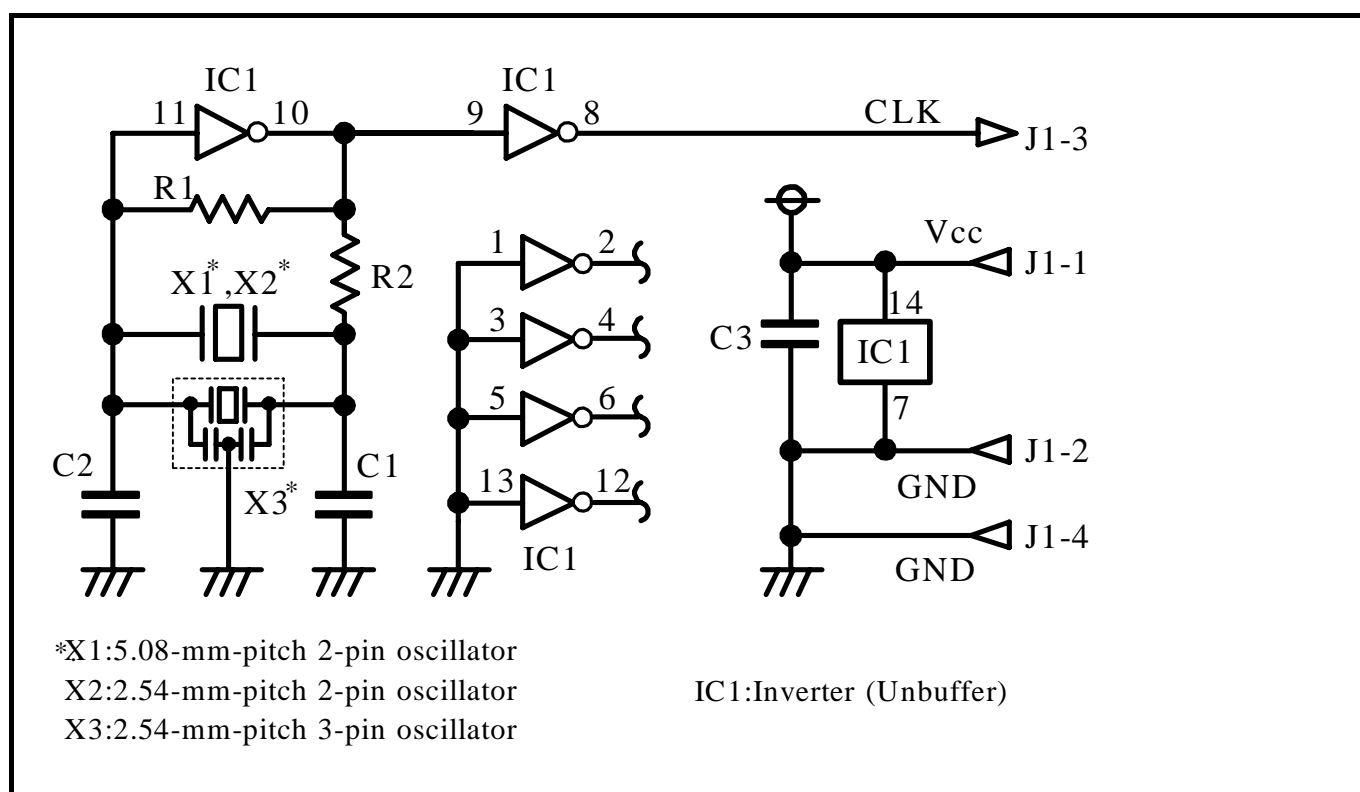 IC1
IC1
11
10
9
8
CLK
J1-3
R1
1
2
Vcc
J1-1
X1*,X2*
R2
14
3
4
C3
IC1
5
6
7
C2
C1
J1-2
X3*
13
12
GND
IC1
J1-4
GND
*X1:5.08-mm-pitch 2-pin oscillator
X2:2.54-mm-pitch 2-pin oscillator
IC1:Inverter (Unbuffer)
X3:2.54-mm-pitch 3-pin oscillator